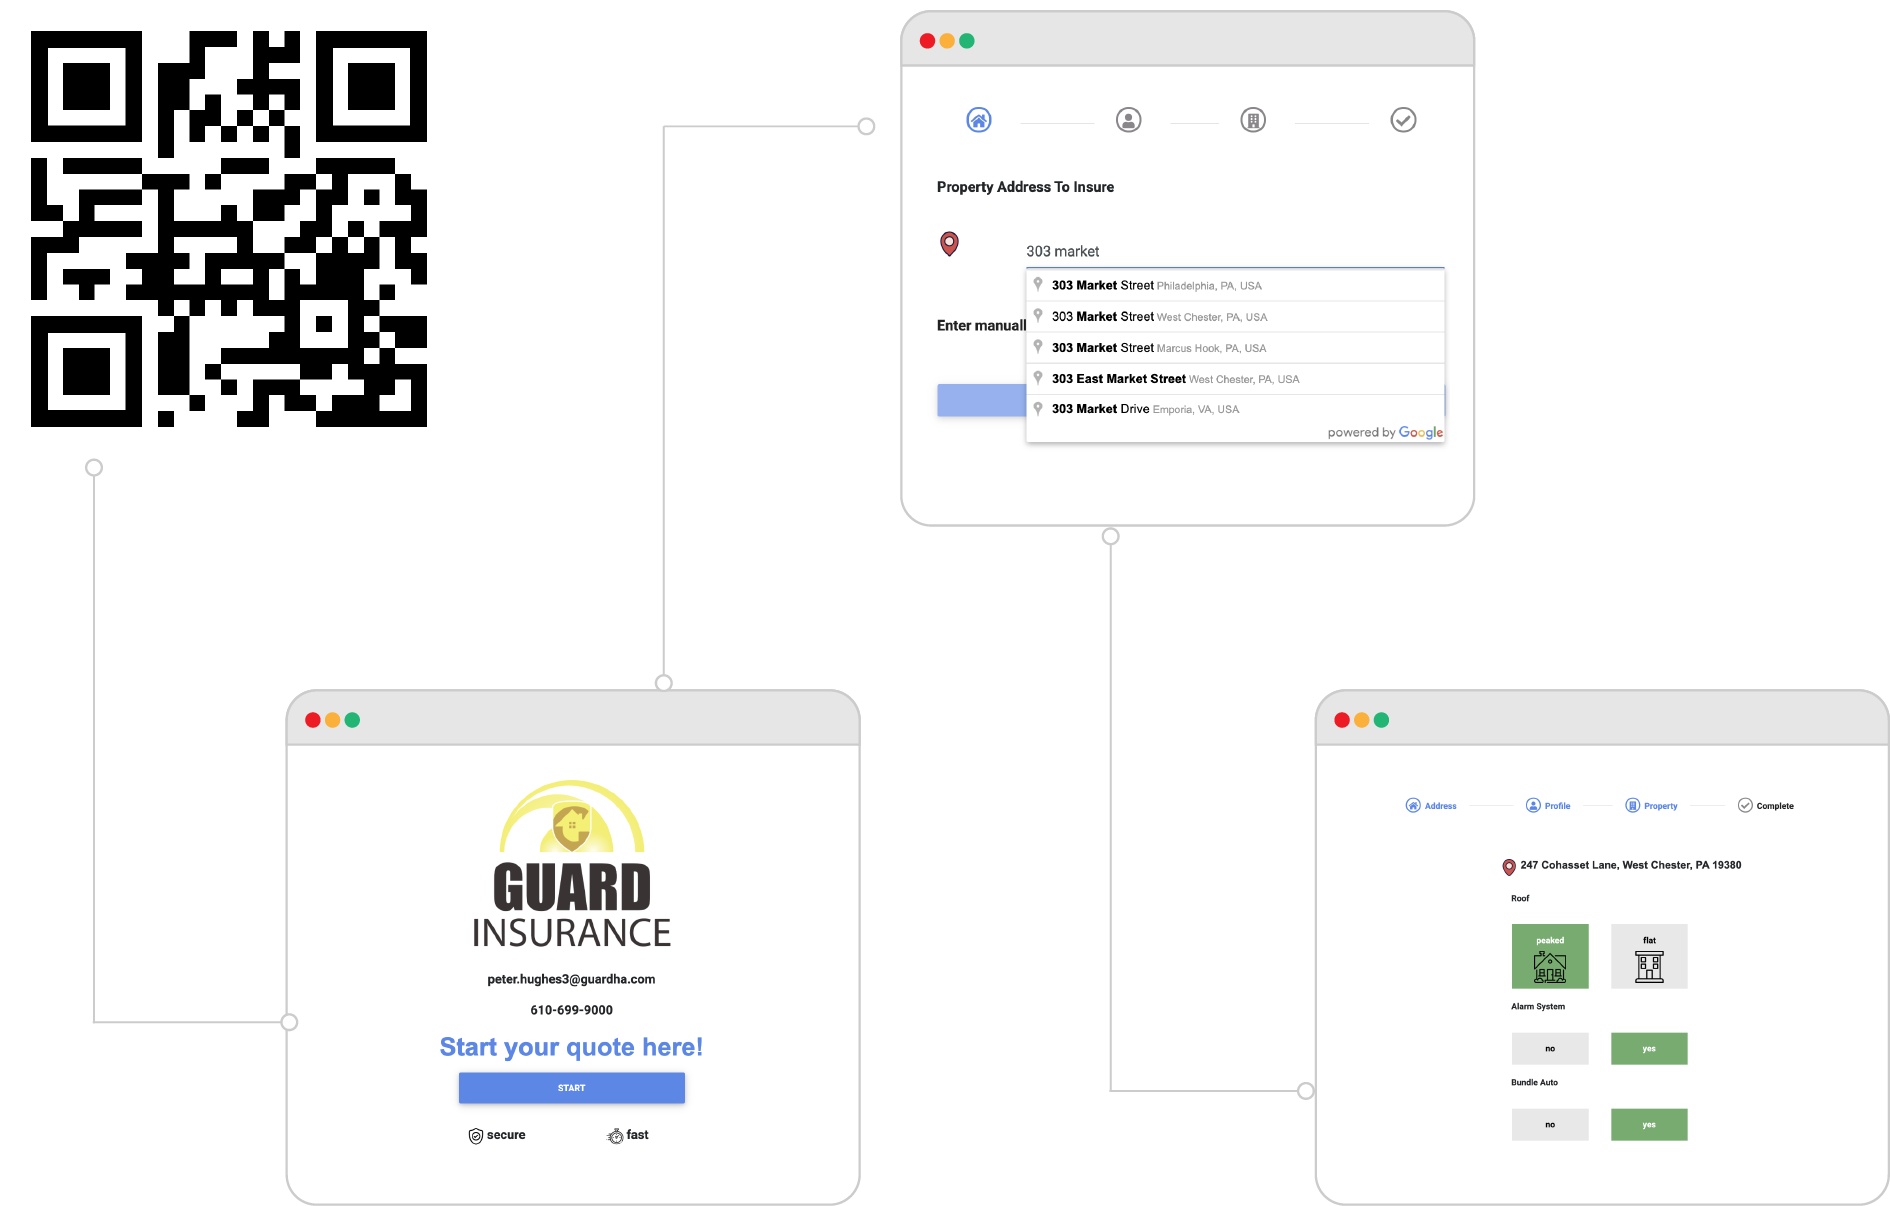 Property Address To Insure
303 market
303 Market Street Philadelphia, PA, USA
303 Market Street West Chester, PA, USA
303 Market Street Marcus Hook, PA, USA
303 East Market Street West Chester, PA, USA
303 Market Drive Emporia, VA, USA
powered by Google
Enter manuall
GUARD
INSURANCE
peter.hughes3@guardha.com
610-699-9000
Start your quote here!
START
secure fast
Address Profile Property Complete
247 Cohasset Lane, West Chester, PA 19380
Roof
peaked flat
Alarm System
no yes
Bundle Auto
no yes